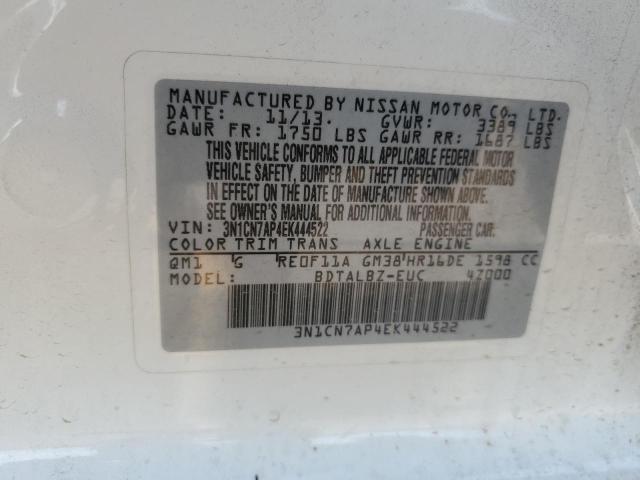 MANUFACTURED BY NISSAN MOTOR CO., LTD.
DATE: 11/13. GVWR: 3389 LBS
GAWR FR: 1750 LBS GAWR RR: 1687 LBS
THIS VEHICLE CONFORMS TO ALL APPLICABLE FEDERAL MOTOR
VEHICLE SAFETY, BUMPER AND THEFT PREVENTION STANDARDS
IN EFFECT ON THE DATE OF MANUFACTURE SHOWN ABOVE.
SEE OWNER'S MANUAL FOR ADDITIONAL INFORMATION.
VIN: 3N1CN7AP4EK444522 PASSENGER CAR.
COLOR TRIM TRANS AXLE ENGINE
QM1 G RE0F11A GM38 HR16DE 1598 CC
MODEL: BDTALBZ-EUC 4Z000
3N1CN7AP4EK444522